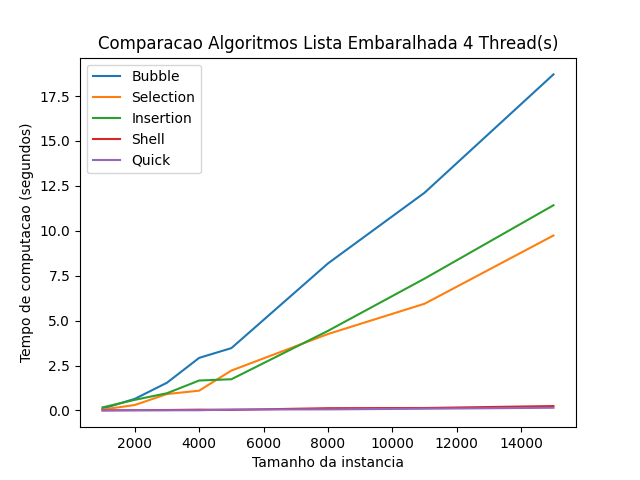 Comparacao Algoritmos Lista Embaralhada 4 Thread(s)
Bubble
Selection
Insertion
Shell
Quick
Tempo de computacao (segundos)
17.5
15.0
12.5
10.0
7.5
5.0
2.5
0.0
2000 4000 6000 8000 10000 12000 14000
Tamanho da instancia